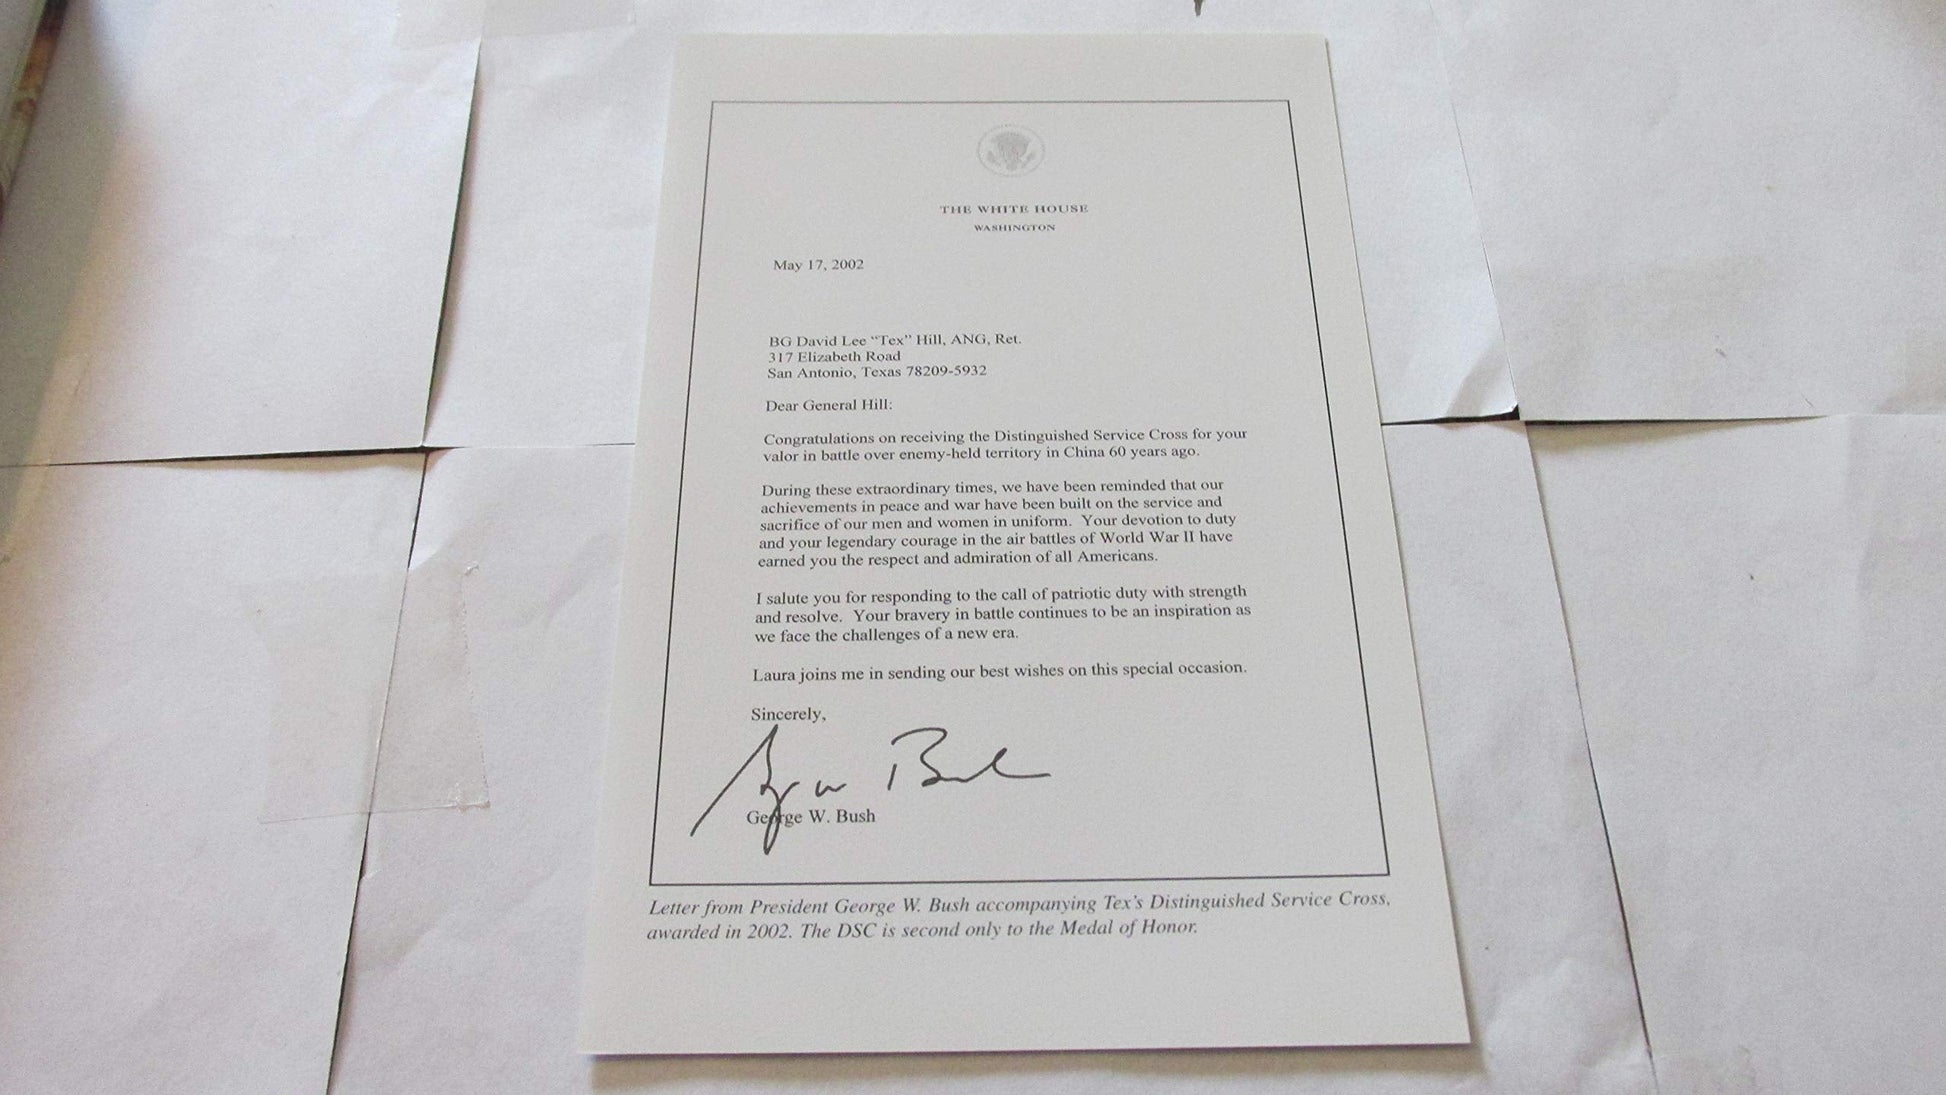 THE WHITE HOUSE
WASHINGTON
May 17, 2002
BG David Lee “Tex” Hill, ANG, Ret.
317 Elizabeth Road
San Antonio, Texas 78209-5932
Dear General Hill:
Congratulations on receiving the Distinguished Service Cross for your
valor in battle over enemy-held territory in China 60 years ago.
During these extraordinary times, we have been reminded that our
achievements in peace and war have been built on the service and
sacrifice of our men and women in uniform.  Your devotion to duty
and your legendary courage in the air battles of World War II have
earned you the respect and admiration of all Americans.
I salute you for responding to the call of patriotic duty with strength
and resolve.  Your bravery in battle continues to be an inspiration as
we face the challenges of a new era.
Laura joins me in sending our best wishes on this special occasion.
Sincerely,
George W. Bush
Letter from President George W. Bush accompanying Tex’s Distinguished Service Cross,
awarded in 2002. The DSC is second only to the Medal of Honor.